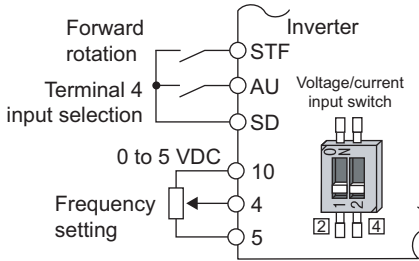 Inverter
Forward
rotation
STF
AU
Terminal 4
input selection
SD
Voltage/current
input switch
O
N
1 2
2
4
0 to 5 VDC
10
Frequency
setting
4
5